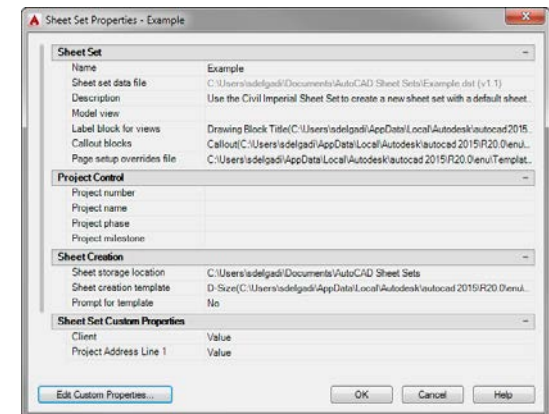 Sheet Set Properties - Example
Sheet Set
Name Example
Sheet set data file C:\Users\sdelgadi\Documents\AutoCAD Sheet Sets\Example.dst (v1.1)
Description Use the Civil Imperial Sheet Set to create a new sheet set with a default sheet..
Model view
Label block for views Drawing Block Title(C:\Users\sdelgadi\AppData\Local\Autodesk\autocad 2015..
Callout blocks Callout(C:\Users\sdelgadi\AppData\Local\Autodesk\autocad 2015\R20.0\enu\..
Page setup overrides file C:\Users\sdelgadi\AppData\Local\Autodesk\autocad 2015\R20.0\enu\Templat..
Project Control
Project number
Project name
Project phase
Project milestone
Sheet Creation
Sheet storage location C:\Users\sdelgadi\Documents\AutoCAD Sheet Sets
Sheet creation template D-Size(C:\Users\sdelgadi\AppData\Local\Autodesk\autocad 2015\R20.0\enu\..
Prompt for template No
Sheet Set Custom Properties
Client Value
Project Address Line 1 Value
Edit Custom Properties... OK Cancel Help